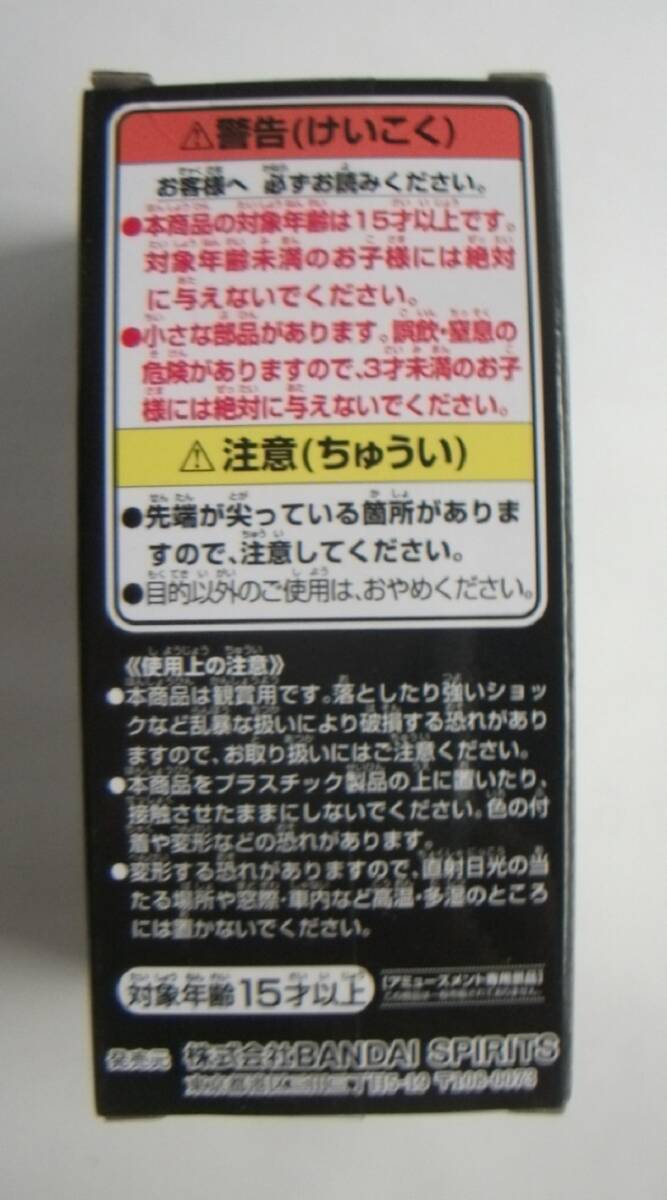 ⚠警告(けいこく)
お客様へ 必ずお読みください。
●本商品の対象年齢は15才以上です。
対象年齢未満のお子様には絶対
に与えないでください。
●小さな部品があります。誤飲・窒息の
危険がありますので、3才未満のお子
様には絶対に与えないでください。
⚠注意(ちゅうい)
●先端が尖っている箇所がありま
すので、注意してください。
●目的以外のご使用は、おやめください。
《使用上の注意》
●本商品は観賞用です。落としたり強いショッ
クなど乱暴な扱いにより破損する恐れがあり
ますので、お取り扱いにはご注意ください。
●本商品をプラスチック製品の上に置いたり、
接触させたままにしないでください。色の付
着や変形などの恐れがあります。
●変形する恐れがありますので、直射日光の当
たる場所や窓際・車内など高温・多湿のところ
には置かないでください。
対象年齢15才以上
[アミューズメント専用景品]
発売元 株式会社BANDAI SPIRITS
東京都港区